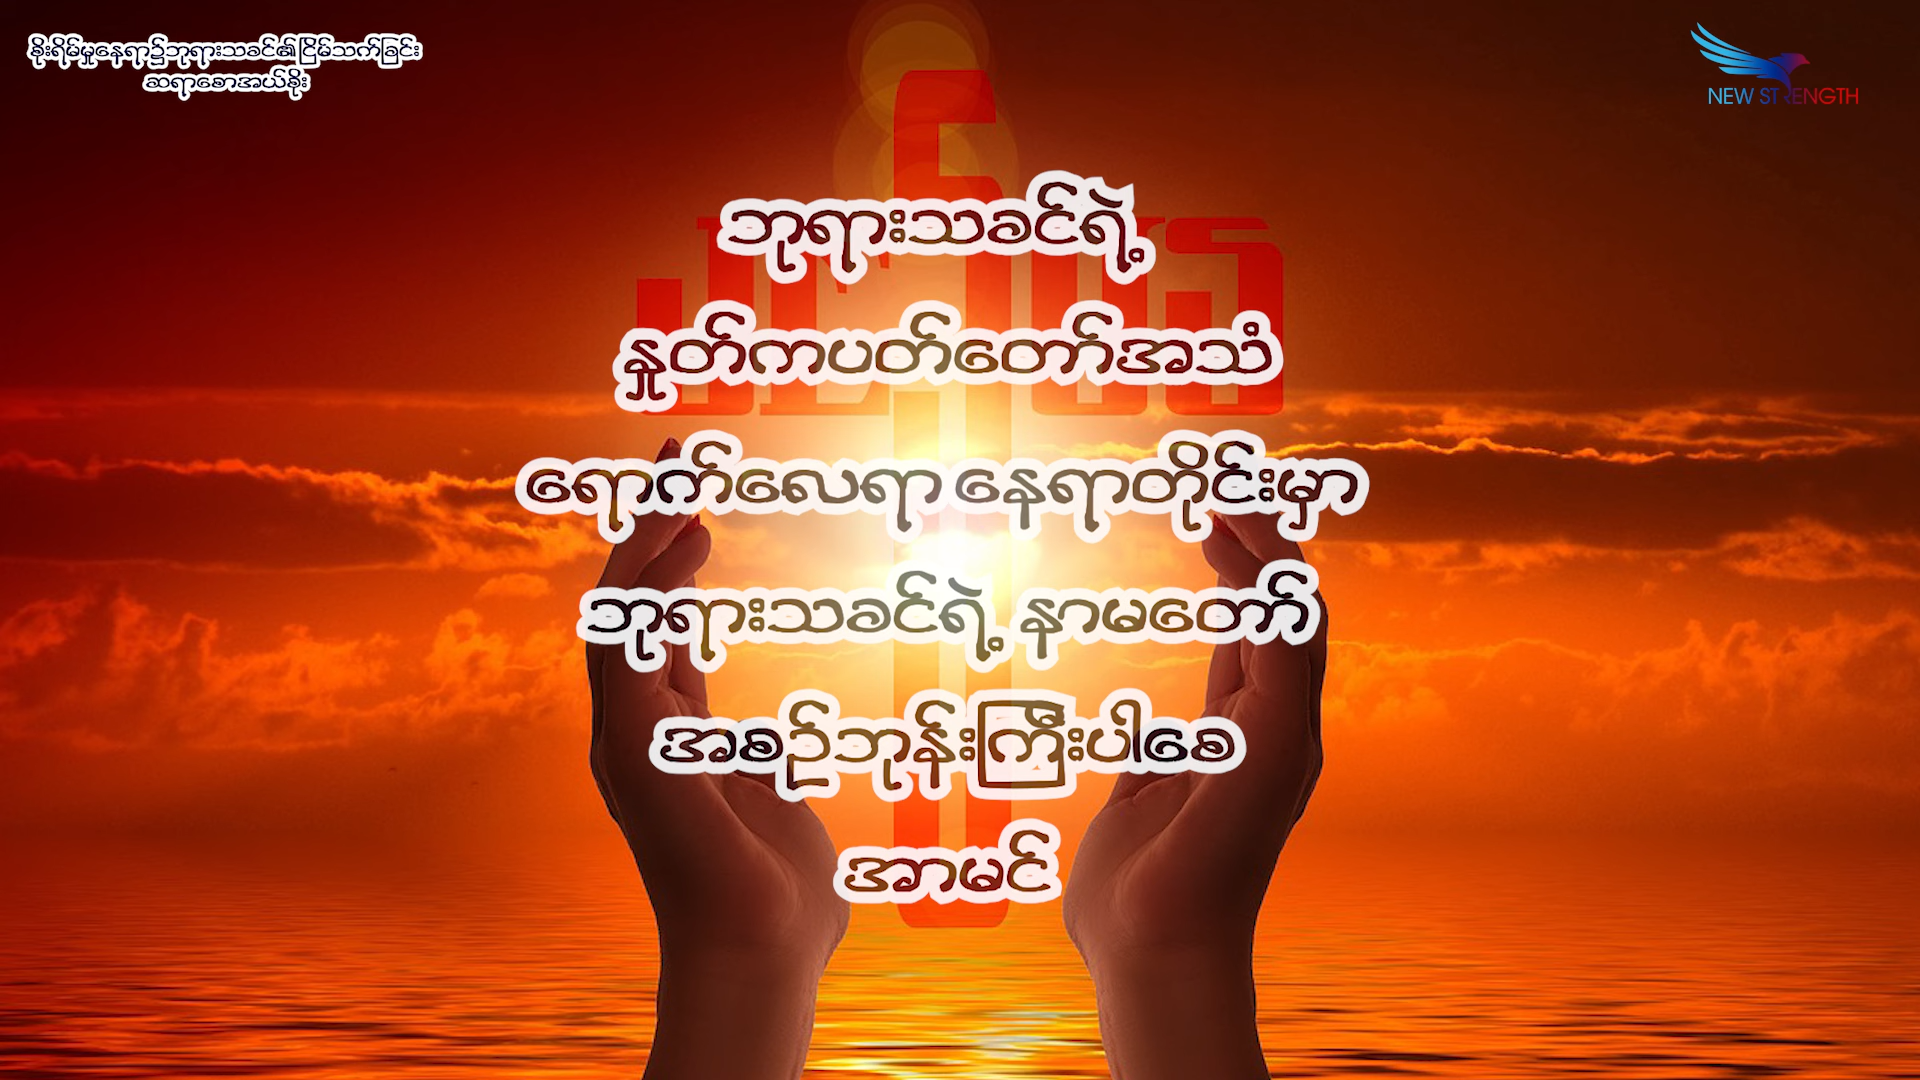 စိုးရိမ်မှုနေရာ၌ဘုရားသခင်၏ငြိမ်သက်ခြင်း
ဆရာစောအယ်စိုး
NEW STRENGTH
ဘုရားသခင်ရဲ့
နှုတ်ကပတ်တော်အသံ
ရောက်လေရာ နေရာတိုင်းမှာ
ဘုရားသခင်ရဲ့ နာမတော်
အစဉ်ဘုန်းကြီးပါစေ
အာမင်